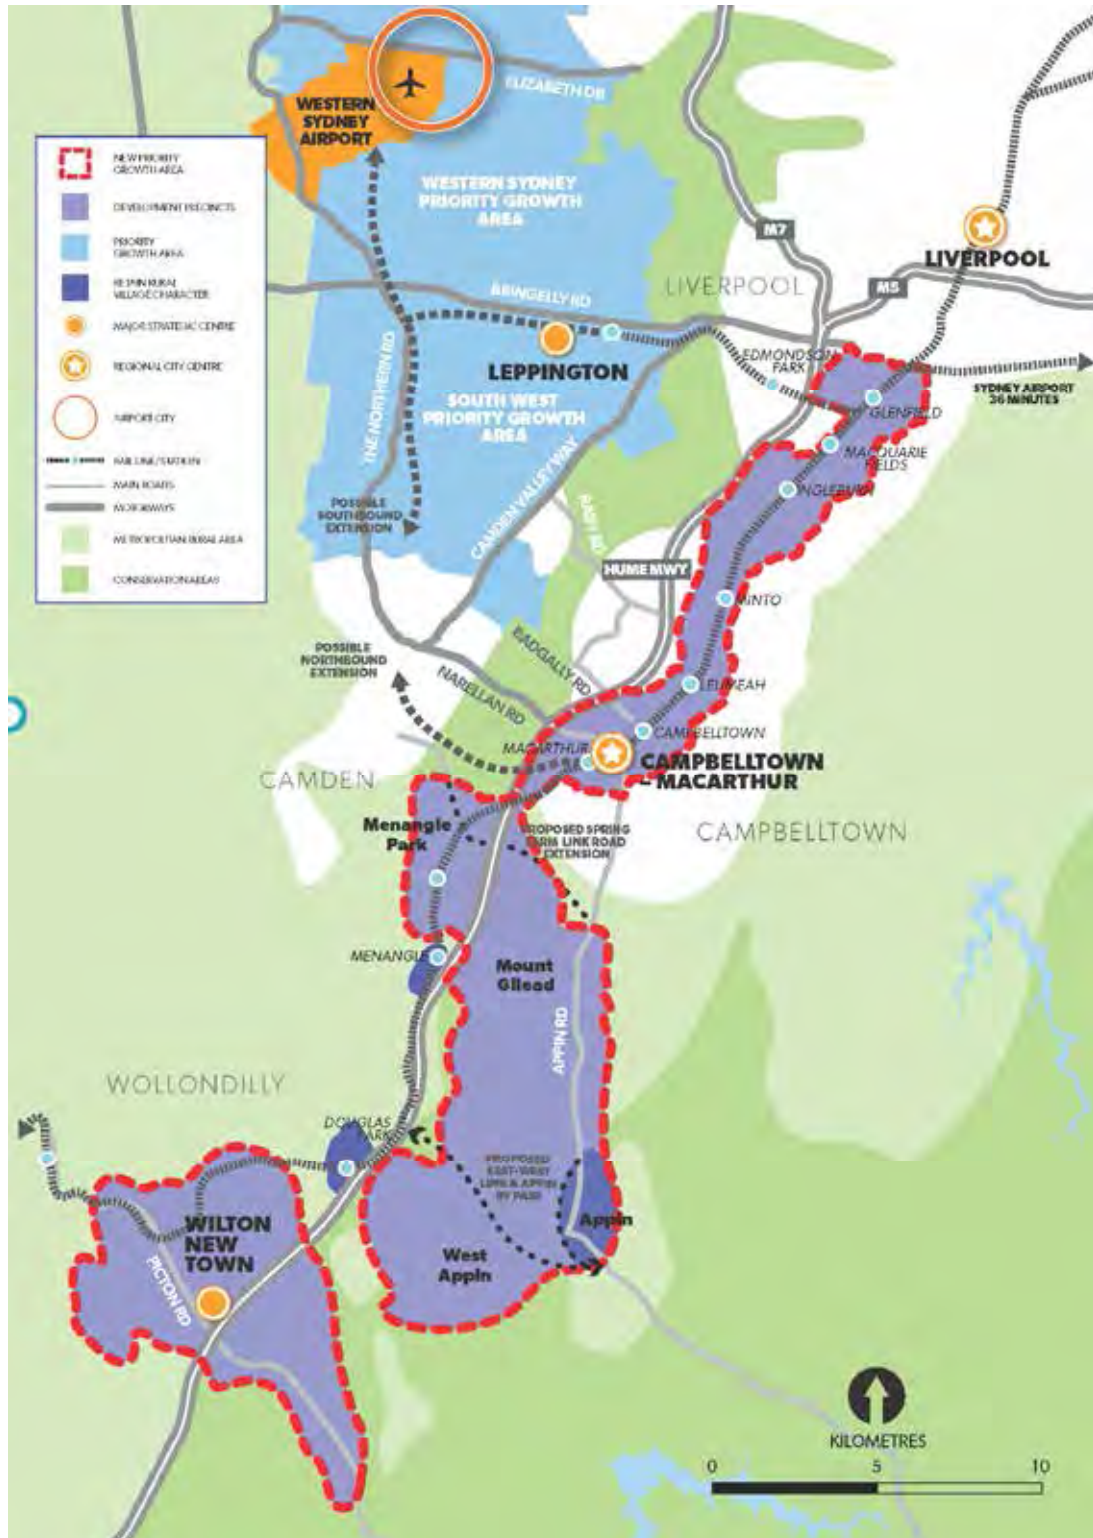 ELIZABETH DR
WESTERN
SYDNEY
AIRPORT
NEW PRIORITY
GROWTH AREA
DEVELOPMENT PRECINCTS
PRIORITY
GROWTH AREA
RETAIN RURAL
VILLAGE CHARACTER
MAJOR STRATEGIC CENTRE
REGIONAL CITY CENTRE
AIRPORT CITY
RAIL LINE/STATION
MAIN ROADS
MOTORWAYS
METROPOLITAN RURAL AREA
CONSERVATION AREAS
WESTERN SYDNEY
PRIORITY GROWTH
AREA
M7
LIVERPOOL
LIVERPOOL
M5
BRINGELLY RD
THE NORTHERN RD
LEPPINGTON
EDMONDSON
PARK
SYDNEY AIRPORT
36 MINUTES
SOUTH WEST
PRIORITY GROWTH
AREA
GLENFIELD
MACQUARIE
FIELDS
INGLEBURN
CAMDEN VALLEY WAY
RABY RD
POSSIBLE
SOUTHBOUND
EXTENSION
HUME MWY
MINTO
BADGALLY RD
POSSIBLE
NORTHBOUND
EXTENSION
NARELLAN RD
LEUMEAH
CAMPBELLTOWN
MACARTHUR
CAMPBELLTOWN
– MACARTHUR
CAMDEN
Menangle
Park
PROPOSED SPRING
FARM LINK ROAD
EXTENSION
CAMPBELLTOWN
MENANGLE
Mount
Gilead
APPIN RD
WOLLONDILLY
DOUGLAS
PARK
PROPOSED
EAST-WEST
LINK & APPIN
BY PASS
Appin
WILTON
NEW
TOWN
West
Appin
PICTON RD
KILOMETRES
0 5 10